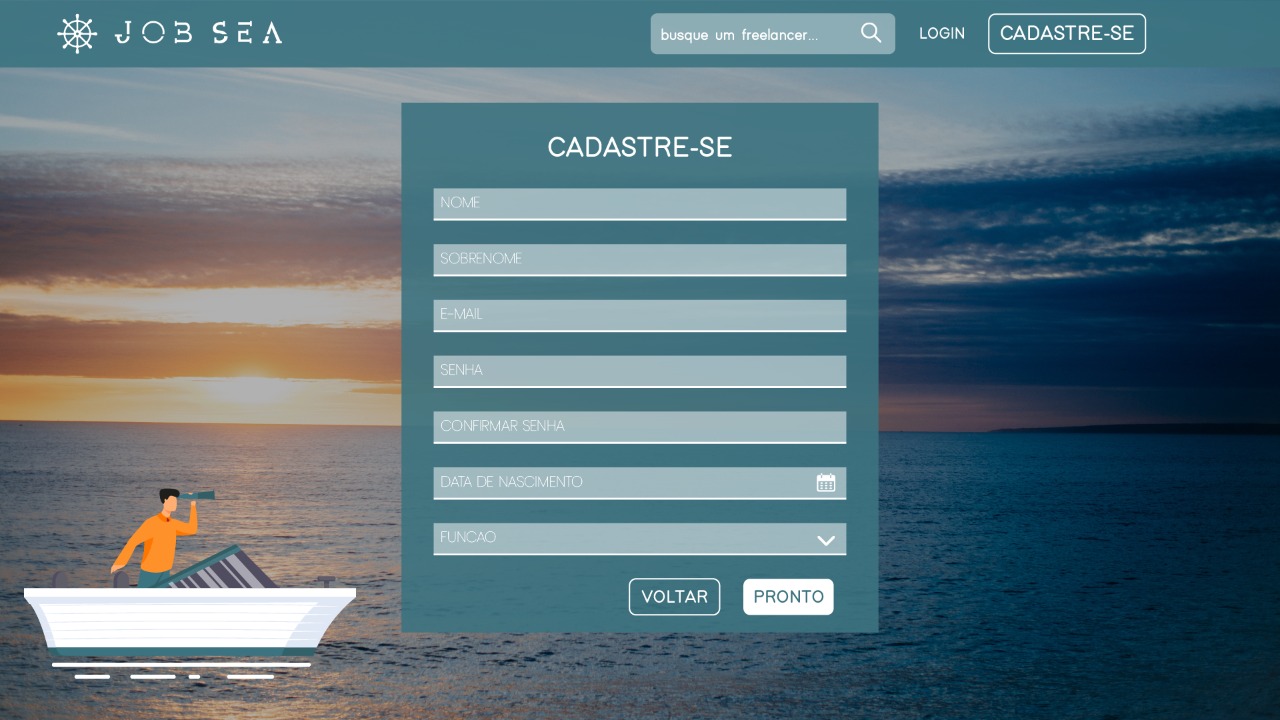 JOB SEA
busque um freelancer...
LOGIN
CADASTRE-SE
CADASTRE-SE
NOME
SOBRENOME
E-MAIL
SENHA
CONFIRMAR SENHA
DATA DE NASCIMENTO
FUNCAO
VOLTAR
PRONTO